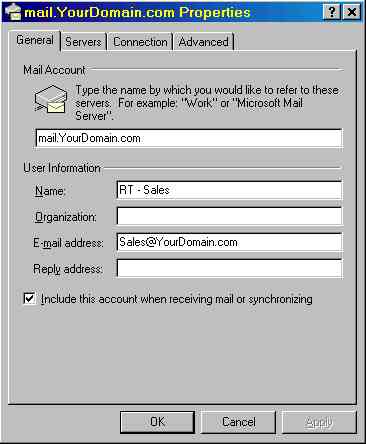 mail.YourDomain.com Properties
General Servers Connection Advanced
Mail Account
Type the name by which you would like to refer to these
servers. For example: "Work" or "Microsoft Mail
Server".
mail.YourDomain.com
User Information
Name: RT - Sales
Organization:
E-mail address: Sales@YourDomain.com
Reply address:
Include this account when receiving mail or synchronizing
OK Cancel Apply